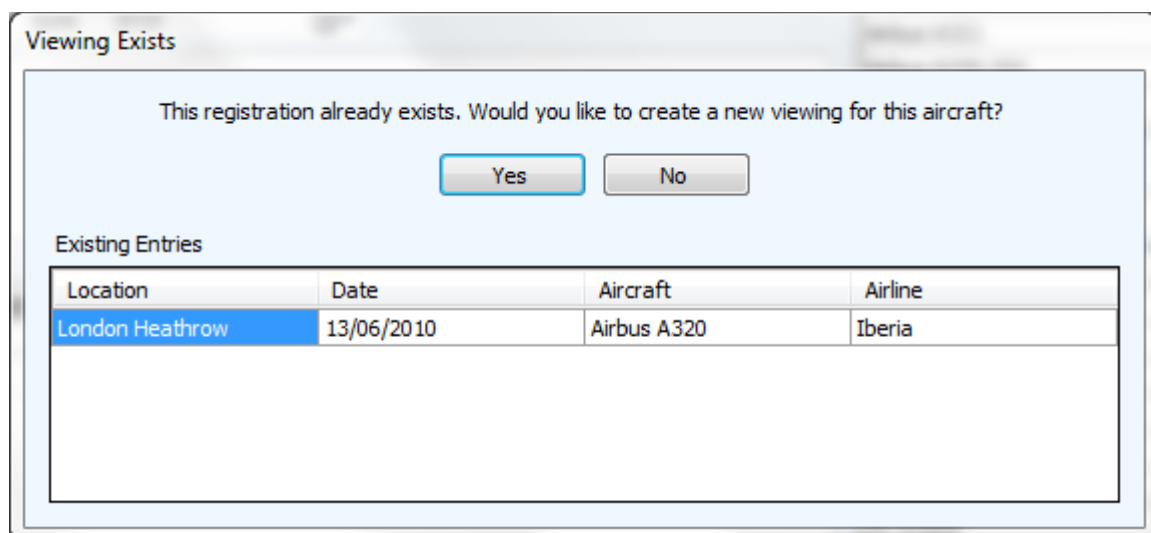 Viewing Exists
This registration already exists. Would you like to create a new viewing for this aircraft?
Yes No
Existing Entries
Location Date Aircraft Airline
London Heathrow 13/06/2010 Airbus A320 Iberia